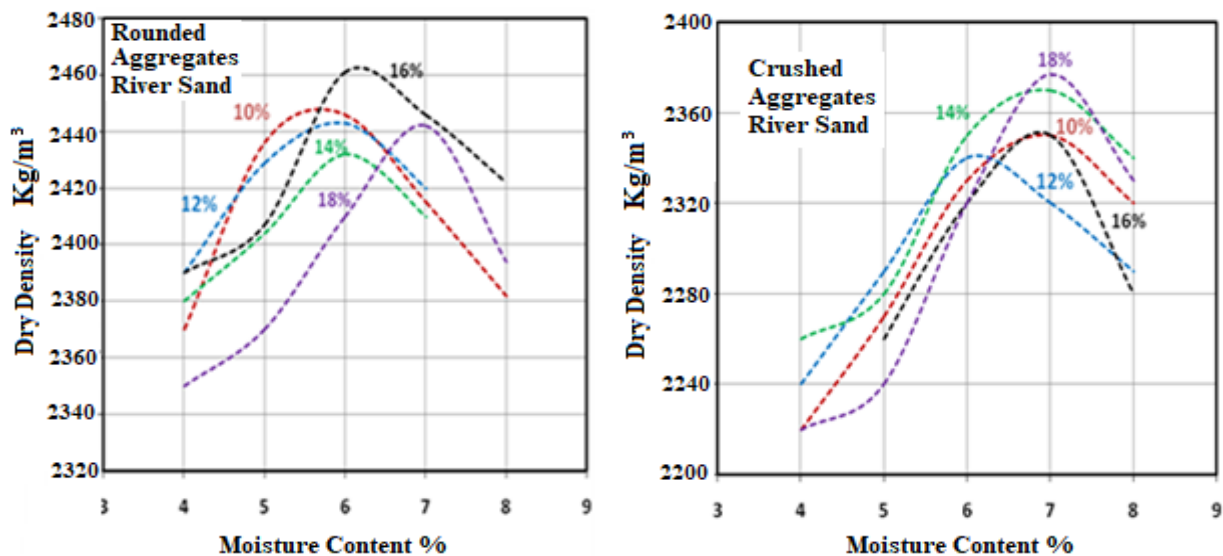 Rounded
Aggregates
River Sand
2480
2460
2440
2420
2400
2380
2360
2340
2320
Dry Density Kg/m³
10%
16%
14%
12%
18%
3 4 5 6 7 8 9
Moisture Content %
Crushed
Aggregates
River Sand
2400
2360
2320
2280
2240
2200
Dry Density Kg/m³
18%
14%
10%
12%
16%
3 4 5 6 7 8 9
Moisture Content %